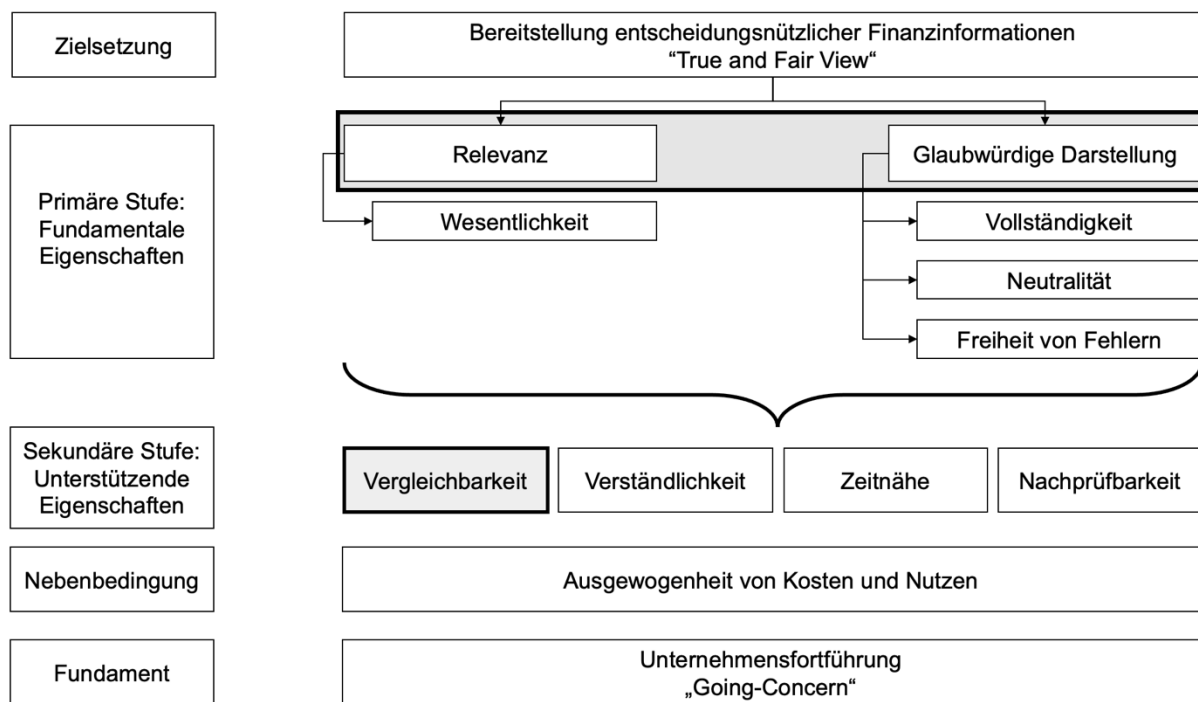 Zielsetzung
Bereitstellung entscheidungsnützlicher Finanzinformationen
“True and Fair View“
Primäre Stufe:
Fundamentale
Eigenschaften
Relevanz
Glaubwürdige Darstellung
Wesentlichkeit
Vollständigkeit
Neutralität
Freiheit von Fehlern
Sekundäre Stufe:
Unterstützende
Eigenschaften
Vergleichbarkeit
Verständlichkeit
Zeitnähe
Nachprüfbarkeit
Nebenbedingung
Ausgewogenheit von Kosten und Nutzen
Fundament
Unternehmensfortführung
„Going-Concern“